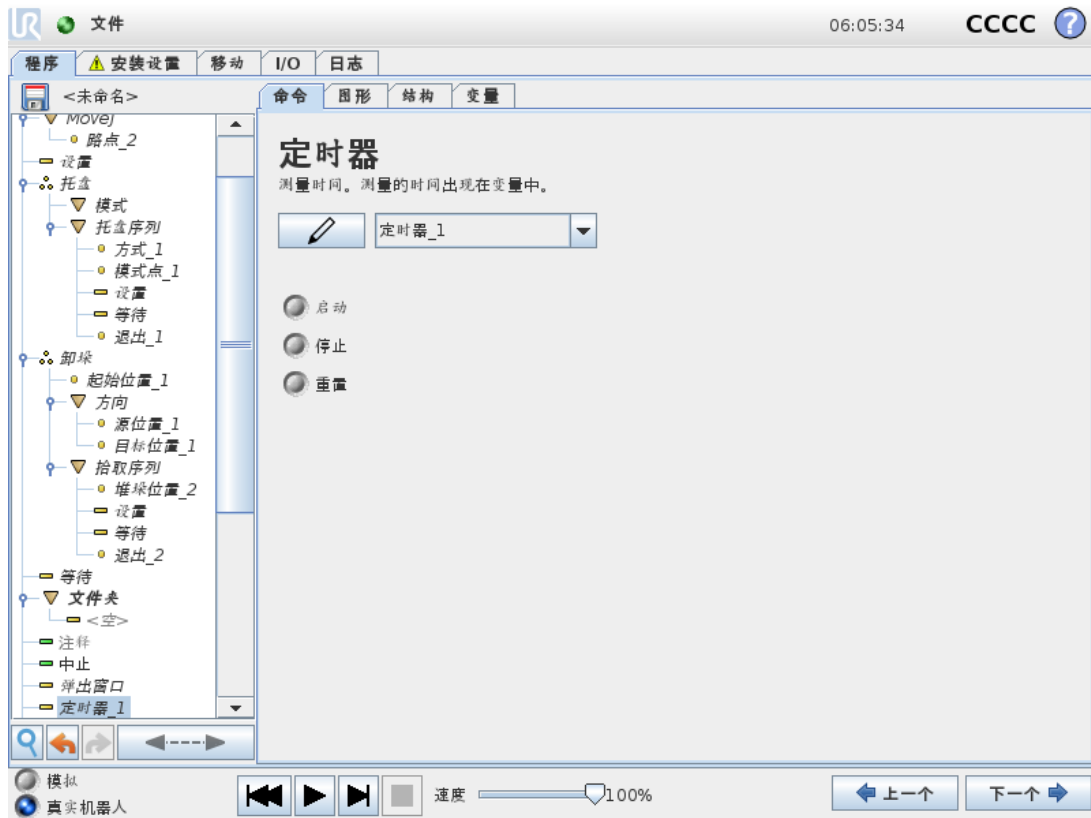 UR
文件
06:05:34
CCCC
?
程序
安装设置
移动
I/O
日志
<未命名>
MoveJ
路点_2
设置
托盘
模式
托盘序列
方式_1
模式点_1
设置
等待
退出_1
卸垛
起始位置_1
方向
源位置_1
目标位置_1
拾取序列
堆垛位置_2
设置
等待
退出_2
等待
文件夹
<空>
注释
中止
弹出窗口
定时器_1
命令
图形
结构
变量
定时器
测量时间。测量的时间出现在变量中。
定时器_1
启动
停止
重置
模拟
真实机器人
速度
100%
上一个
下一个